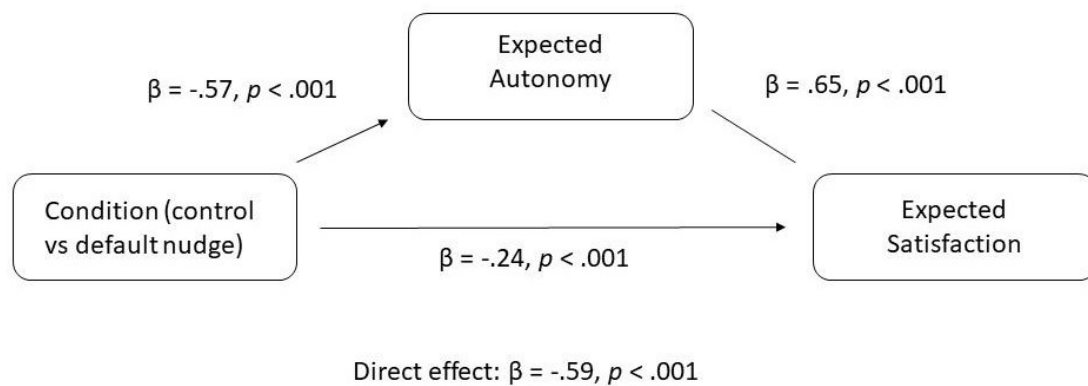 Expected
Autonomy
β = -.57, p < .001
β = .65, p < .001
Condition (control
vs default nudge)
Expected
Satisfaction
β = -.24, p < .001
Direct effect: β = -.59, p < .001